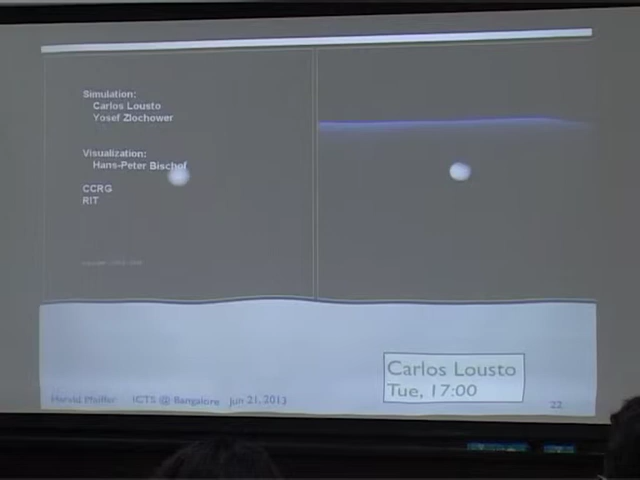 Simulation:
Carlos Lousto
Yosef Zlochower
Visualization:
Hans-Peter Bischof
CCRG
RIT
Carlos Lousto
Tue, 17:00
Harald Pfeiffer ICTS @ Bangalore Jun 21, 2013
22